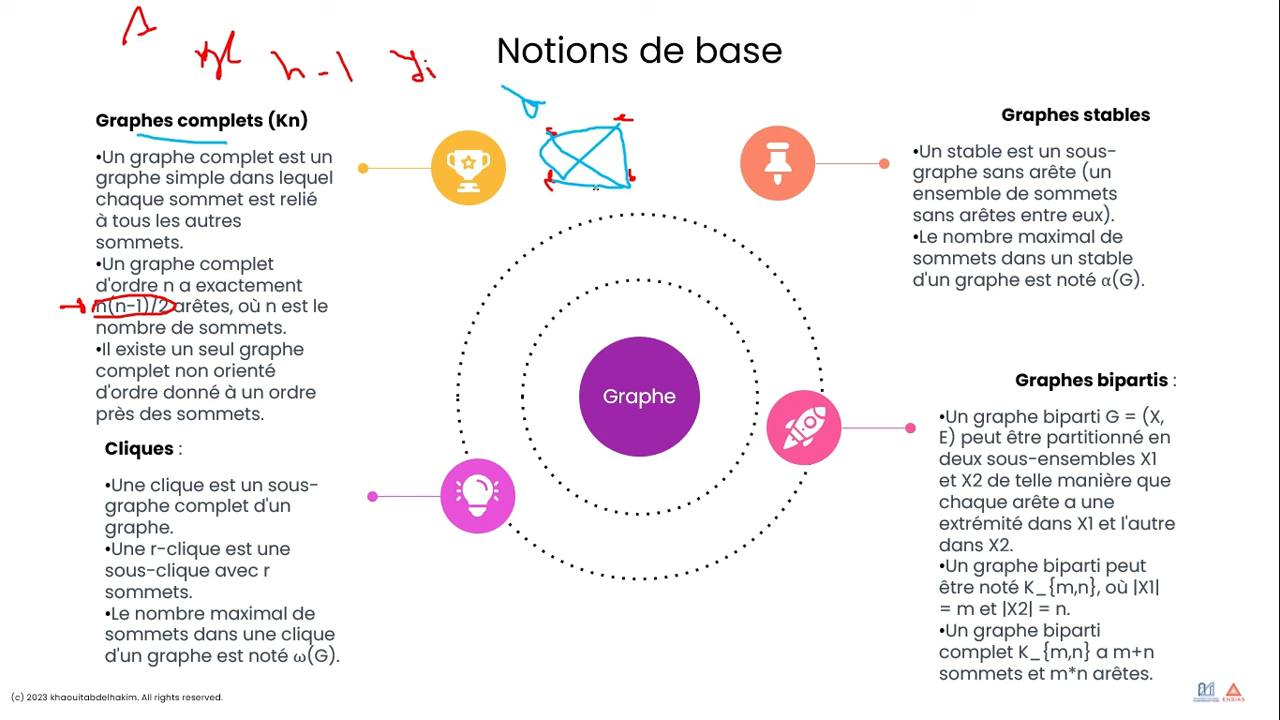 Notions de base
n-1
Graphes complets (Kn)
•Un graphe complet est un
graphe simple dans lequel
chaque sommet est relié
à tous les autres
sommets.
•Un graphe complet
d'ordre n a exactement
n(n-1)/2 arêtes, où n est le
nombre de sommets.
•Il existe un seul graphe
complet non orienté
d'ordre donné à un ordre
près des sommets.
Cliques :
•Une clique est un sous-
graphe complet d'un
graphe.
•Une r-clique est une
sous-clique avec r
sommets.
•Le nombre maximal de
sommets dans une clique
d'un graphe est noté ω(G).
Graphe
Graphes stables
•Un stable est un sous-
graphe sans arête (un
ensemble de sommets
sans arêtes entre eux).
•Le nombre maximal de
sommets dans un stable
d'un graphe est noté α(G).
Graphes bipartis :
•Un graphe biparti G = (X,
E) peut être partitionné en
deux sous-ensembles X1
et X2 de telle manière que
chaque arête a une
extrémité dans X1 et l'autre
dans X2.
•Un graphe biparti peut
être noté K_{m,n}, où |X1|
= m et |X2| = n.
•Un graphe biparti
complet K_{m,n} a m+n
sommets et m*n arêtes.
(c) 2023 khaouitabdelhakim. All rights reserved.
ENSIAS